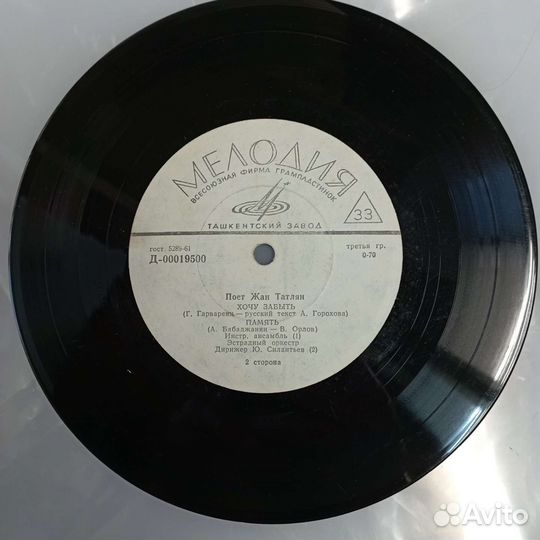 МЕЛОДИЯ
ВСЕСОЮЗНАЯ ФИРМА ГРАМПЛАСТИНОК
33
ТАШКЕНТСКИЙ ЗАВОД
гост. 5289-61
третья гр.
Д-00019500
0-70
Поет Жан Татлян
ХОЧУ ЗАБЫТЬ
(Г. Гарваренц — русский текст А. Горохова)
ПАМЯТЬ
(А. Бабаджанян — В. Орлов)
Инстр. ансамбль (1)
Эстрадный оркестр
Дирижер Ю. Силантьев (2)
2 сторона
Avito